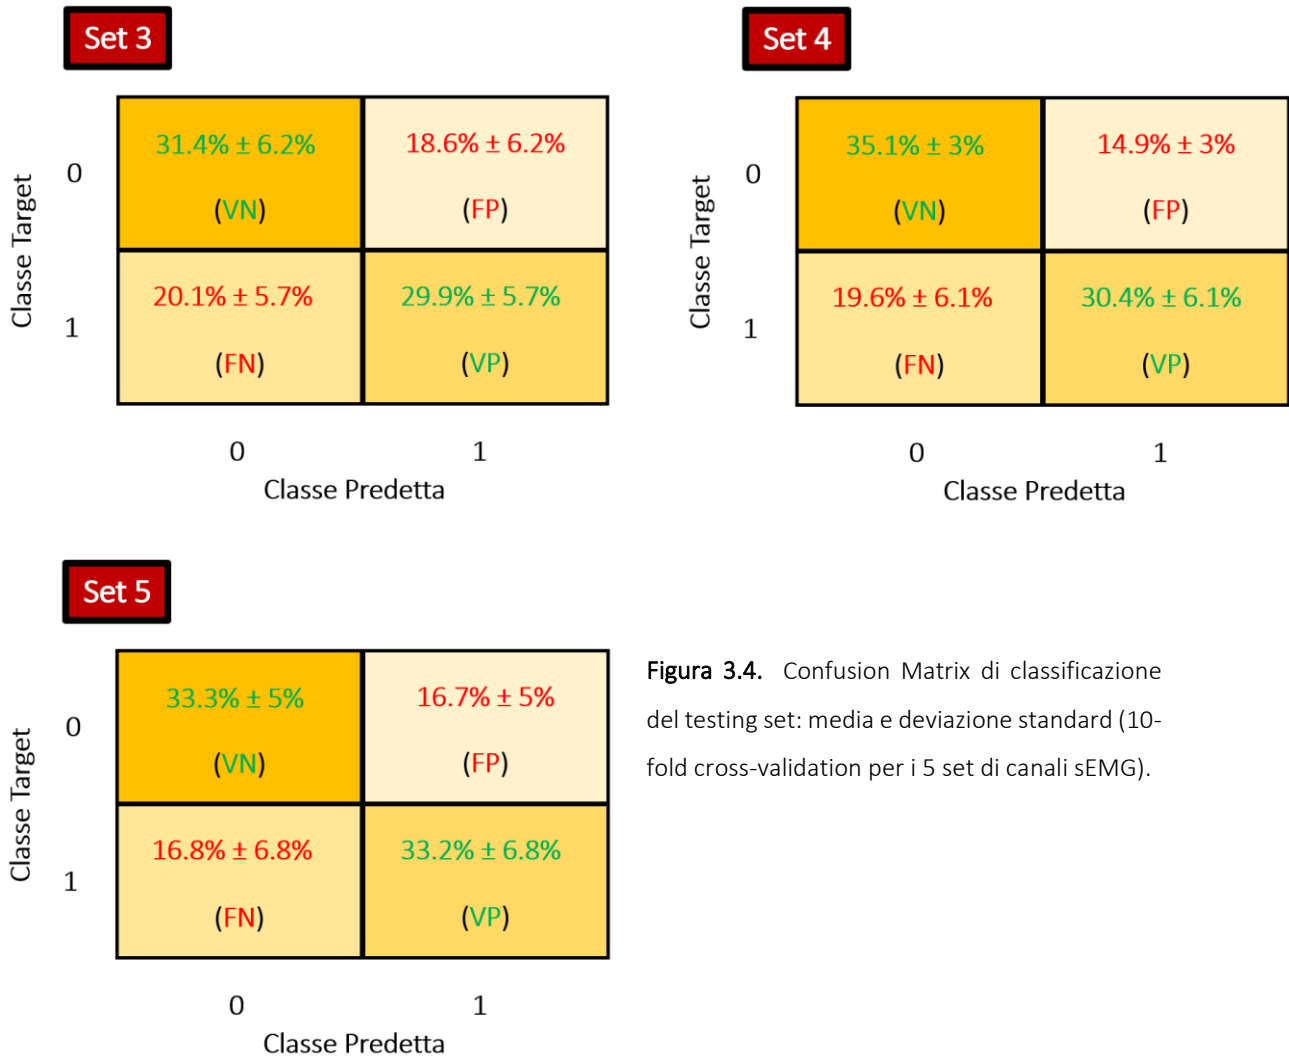 Set 3
Classe Target
0
31.4% ± 6.2%
(VN)
18.6% ± 6.2%
(FP)
1
20.1% ± 5.7%
(FN)
29.9% ± 5.7%
(VP)
0
1
Classe Predetta
Set 4
Classe Target
0
35.1% ± 3%
(VN)
14.9% ± 3%
(FP)
1
19.6% ± 6.1%
(FN)
30.4% ± 6.1%
(VP)
0
1
Classe Predetta
Set 5
Classe Target
0
33.3% ± 5%
(VN)
16.7% ± 5%
(FP)
1
16.8% ± 6.8%
(FN)
33.2% ± 6.8%
(VP)
0
1
Classe Predetta
Figura 3.4. Confusion Matrix di classificazione
del testing set: media e deviazione standard (10-
fold cross-validation per i 5 set di canali sEMG).